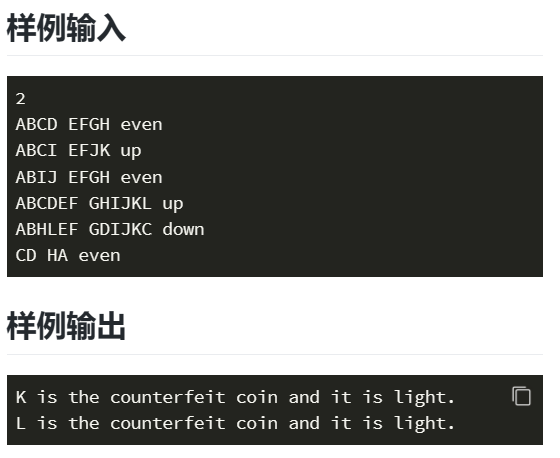 样例输入
2
ABCD EFGH even
ABCI EFJK up
ABIJ EFGH even
ABCDEF GHIJKL up
ABHLEF GDIJKC down
CD HA even
样例输出
K is the counterfeit coin and it is light.
L is the counterfeit coin and it is light.